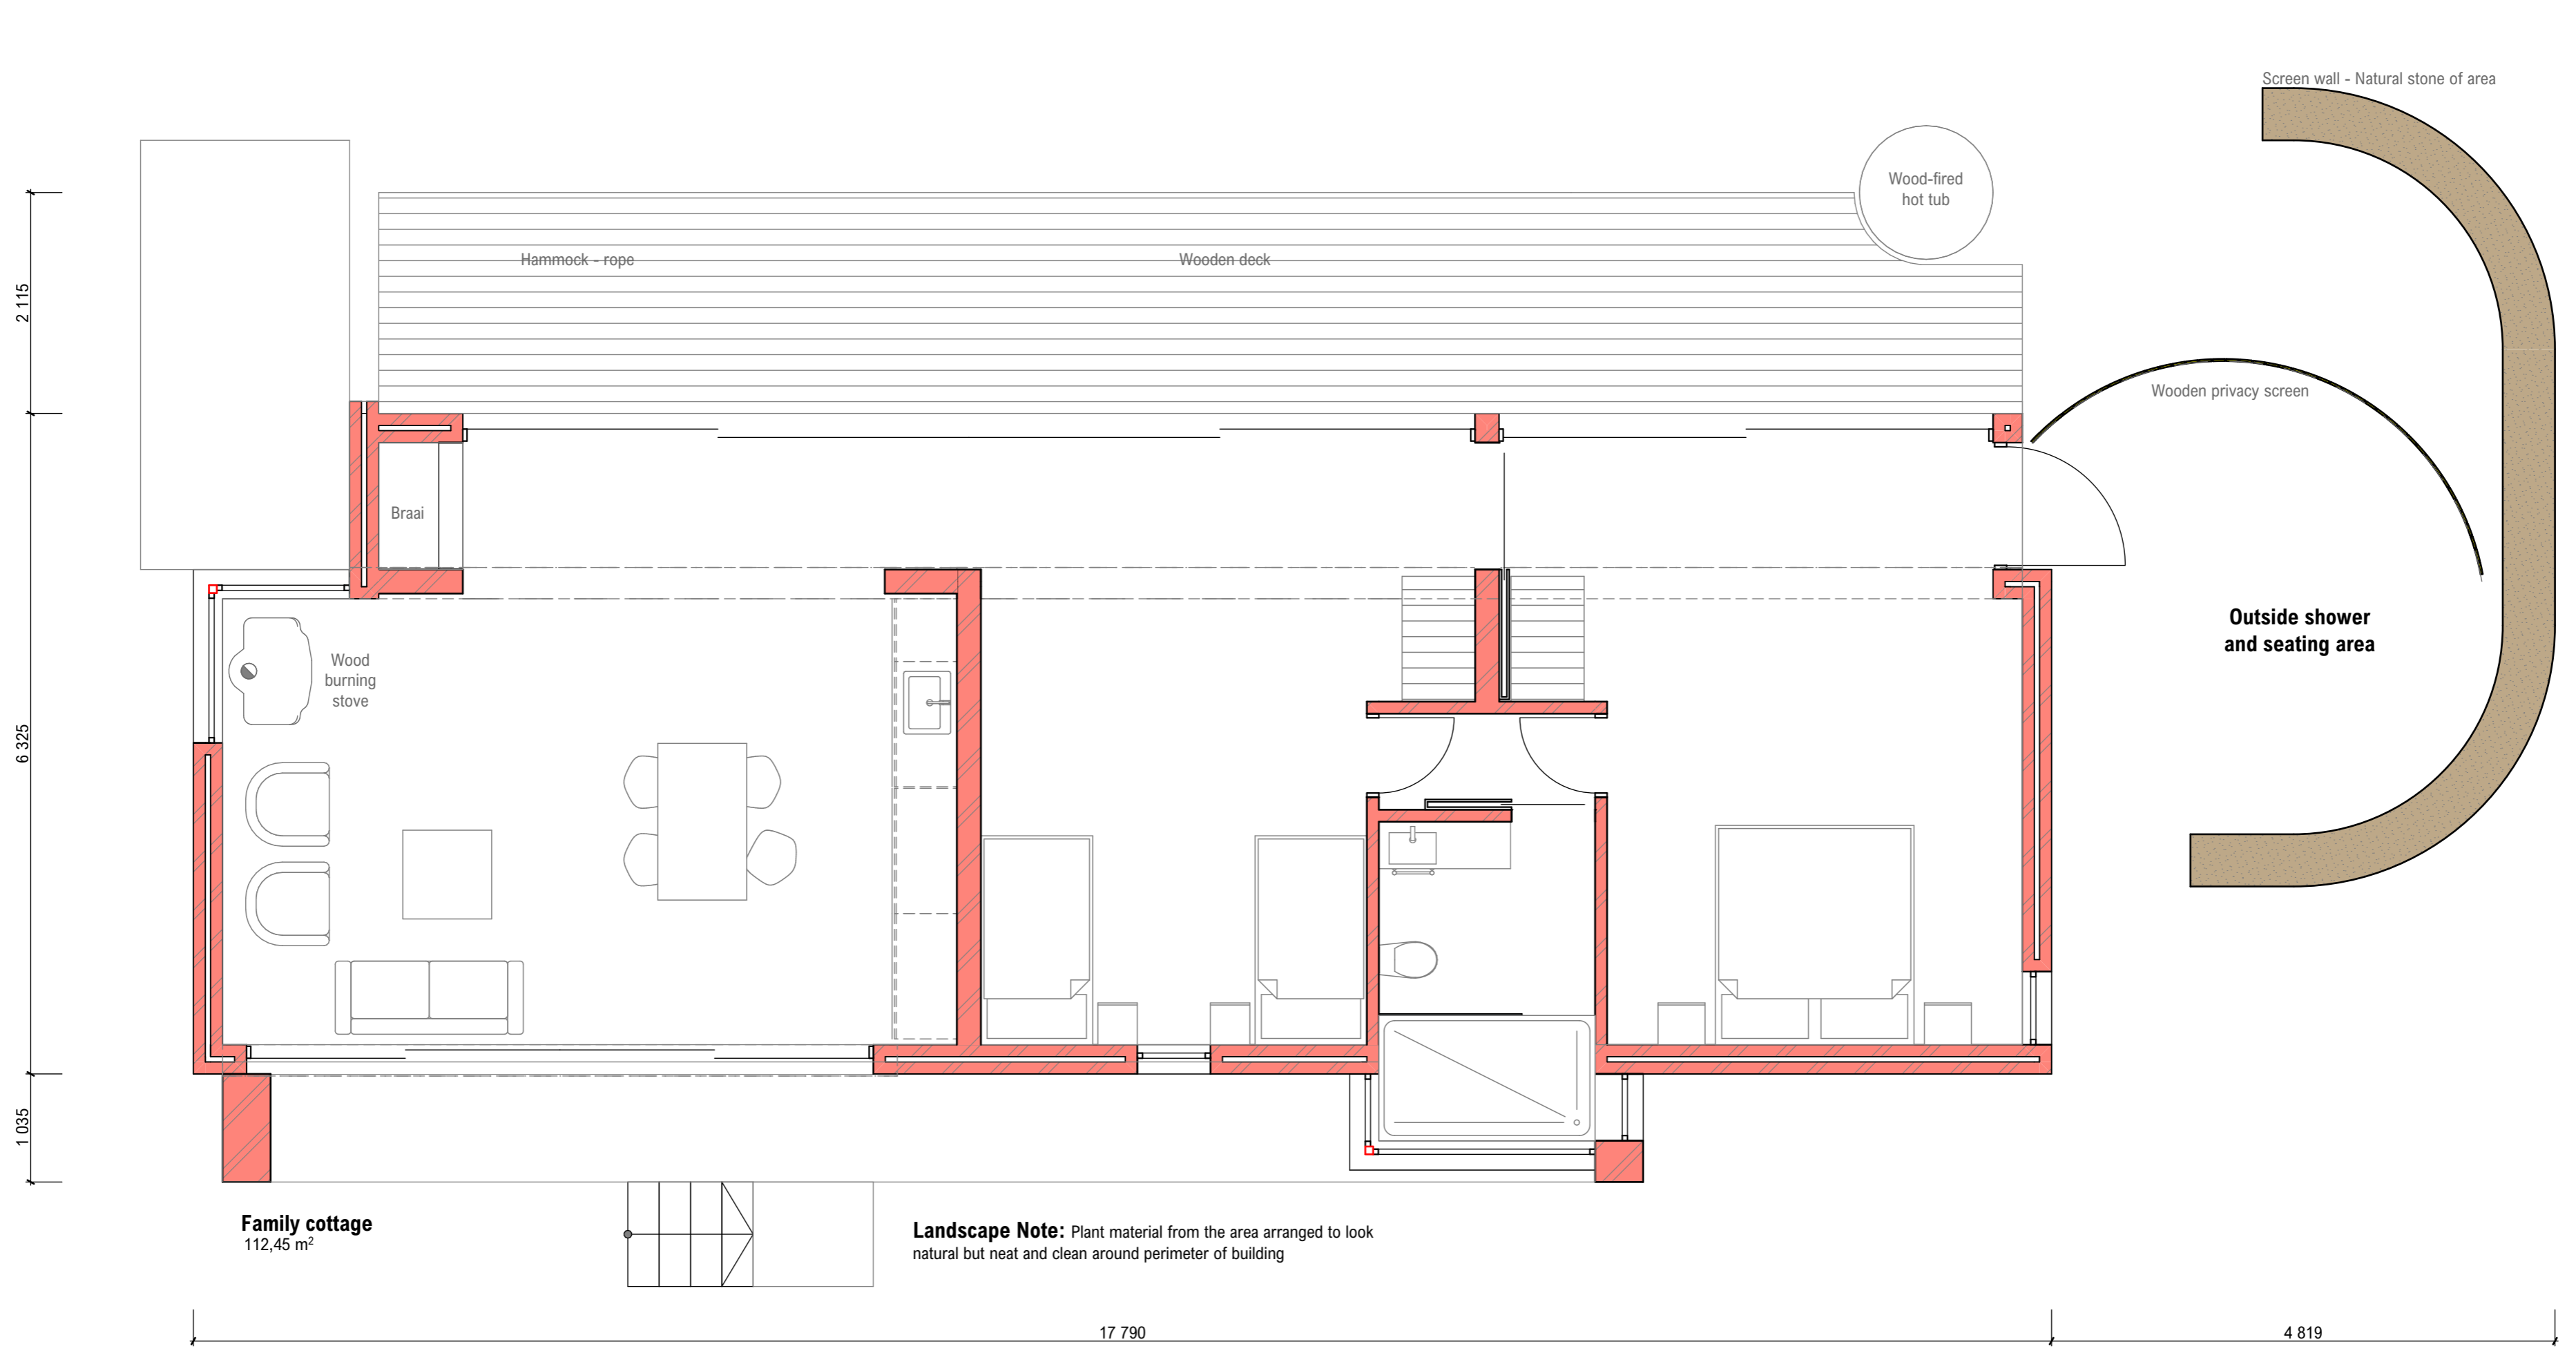 Screen wall - Natural stone of area
Wood-fired
hot tub
Hammock - rope
Wooden deck
2 115
Wooden privacy screen
Braai
Outside shower
and seating area
Wood
burning
stove
6 325
1 035
Family cottage
112,45 m²
Landscape Note: Plant material from the area arranged to look
natural but neat and clean around perimeter of building
17 790
4 819